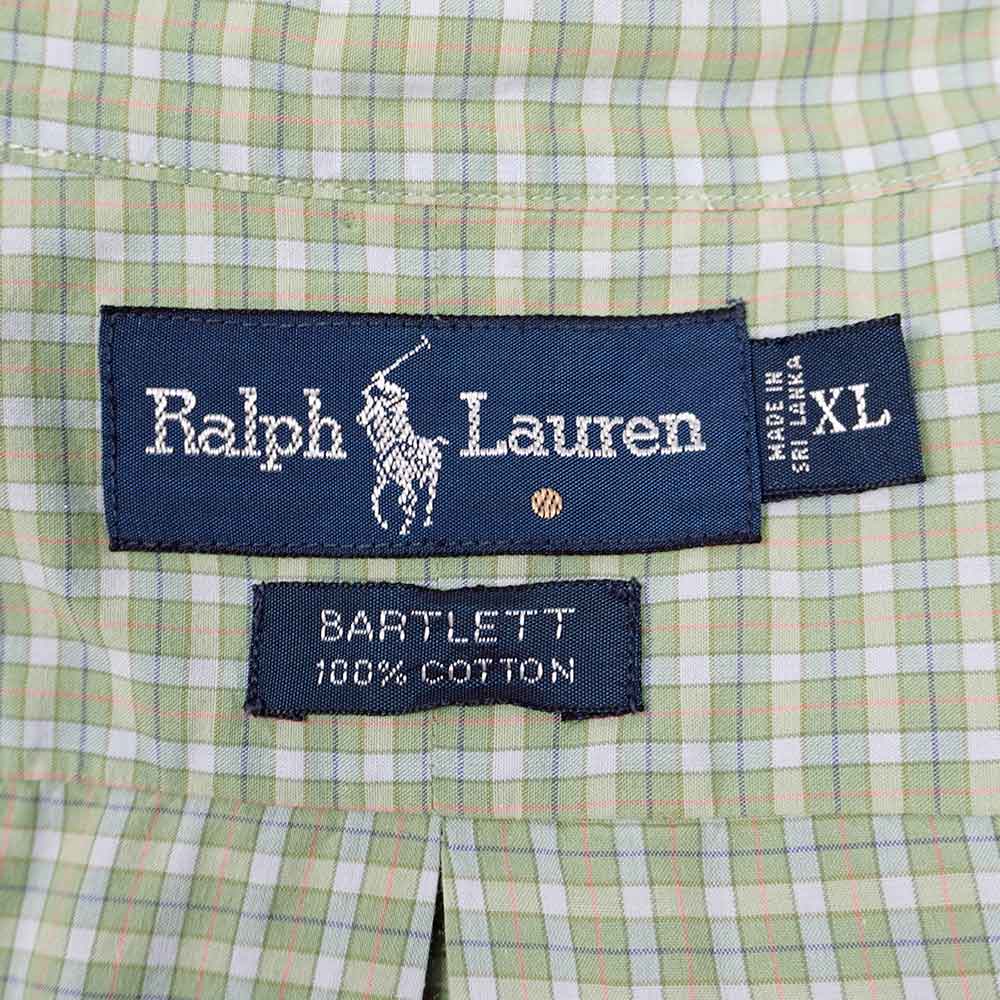 Ralph Lauren
MADE IN
SRI LANKA
XL
BARTLETT
100% COTTON